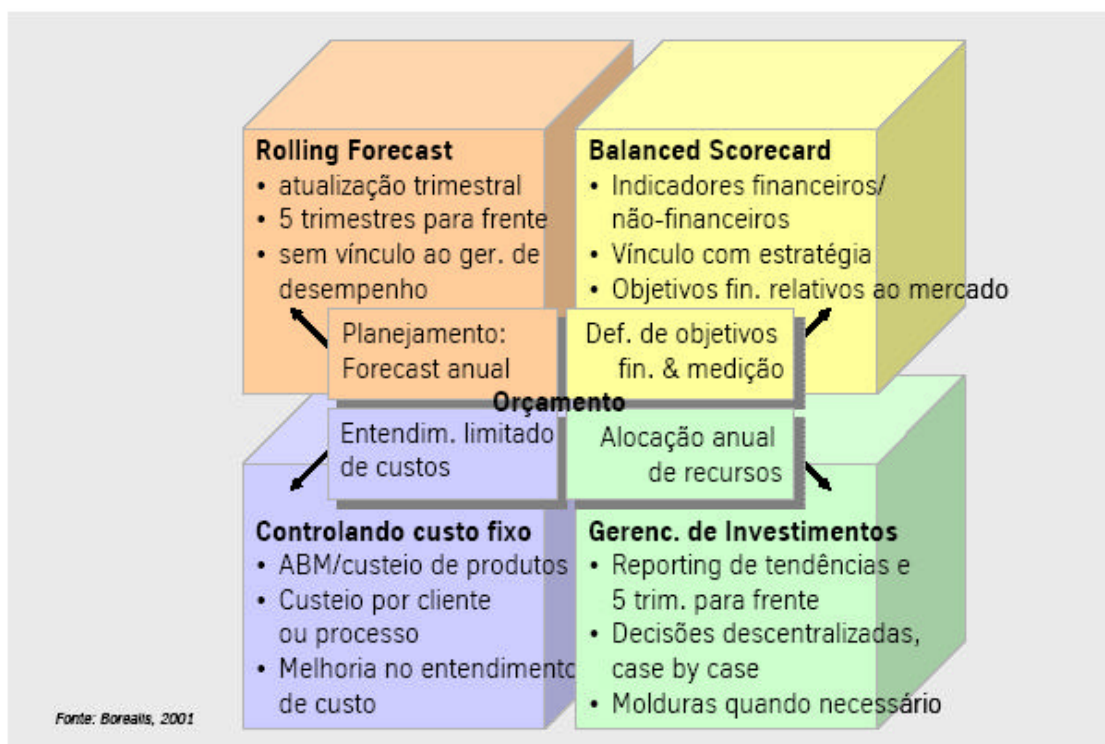 Rolling Forecast
• atualização trimestral
• 5 trimestres para frente
• sem vínculo ao ger. de
desempenho
Balanced Scorecard
• Indicadores financeiros/
não-financeiros
• Vínculo com estratégia
• Objetivos fin. relativos ao mercado
Planejamento:
Forecast anual
Def. de objetivos
fin. & medição
Orçamento
Entendim. limitado
de custos
Alocação anual
de recursos
Controlando custo fixo
• ABM/custeio de produtos
• Custeio por cliente
ou processo
• Melhoria no entendimento
de custo
Gerenc. de Investimentos
• Reporting de tendências e
5 trim. para frente
• Decisões descentralizadas,
case by case
• Molduras quando necessário
Fonte: Borealis, 2001